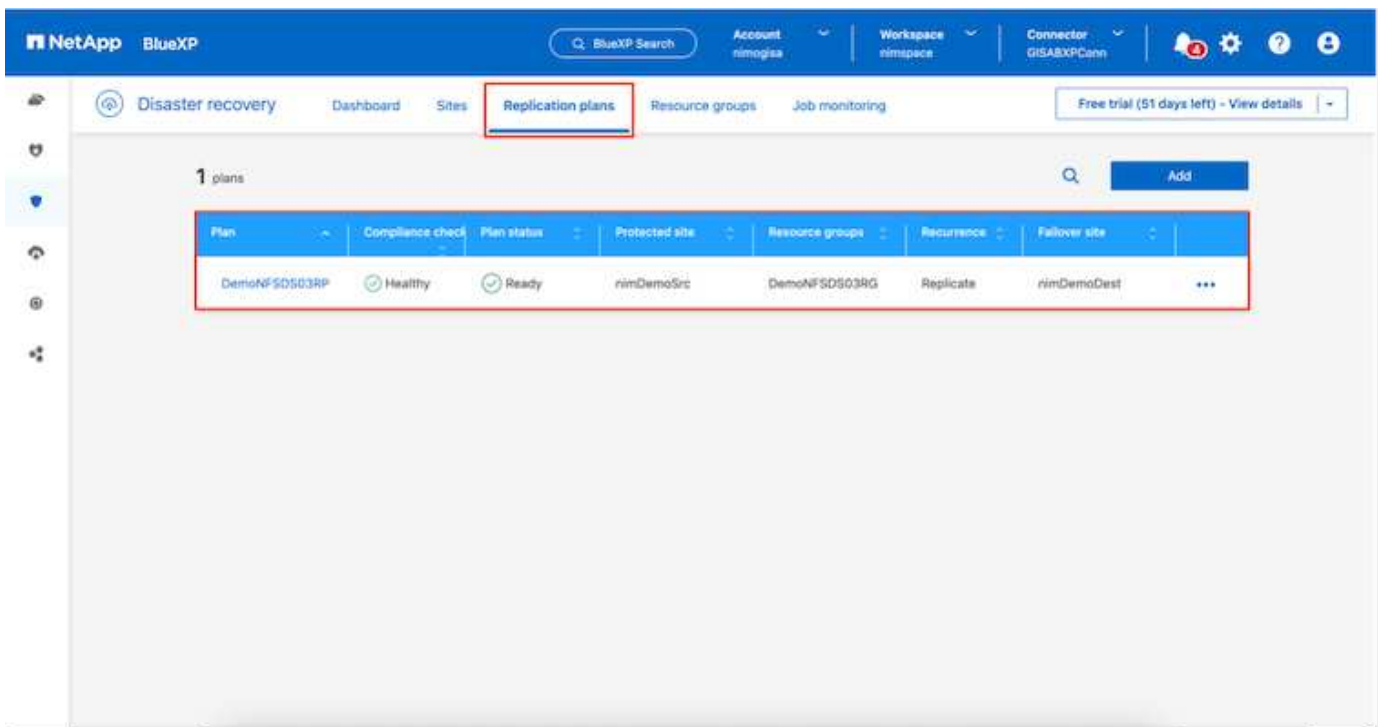 NetApp BlueXP BlueXP Search Account nimogisa Workspace nimspace Connector GISABXPConn 4
Disaster recovery Dashboard Sites Replication plans Resource groups Job monitoring Free trial (51 days left) - View details
1 plans Add
Plan Compliance check Plan status Protected site Resource groups Recurrence Failover site
DemoNFSDS03RP Healthy Ready nimDemoSrc DemoNFSDS03RG Replicate nimDemoDest